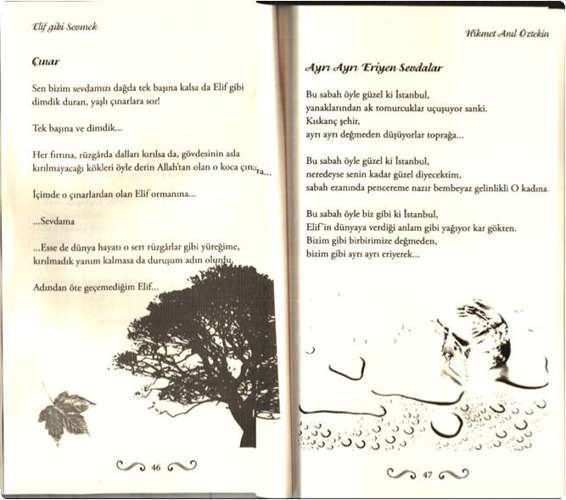 Elif gibi Sevmek
Çınar
Sen bizim sevdamızı dağda tek başına kalsa da Elif gibi
dimdik duran, yaşlı çınarlara sor!
Tek başına ve dimdik...
Her fırtına, rüzgârda dalları kırılsa da, gövdesinin asla
kırılmayacağı kökleri öyle derin Allah'tan olan o koca çınara...
İçimde o çınarlardan olan Elif ormanına...
...Sevdama
...Esse de dünya hayatı o sert rüzgârlar gibi yüreğime,
kırılmadık yanım kalmasa da duruşum adın olurdu,
Adından öte geçemediğim Elif...
46
Hikmet Anıl Öztekin
Ayrı Ayrı Eriyen Sevdalar
Bu sabah öyle güzel ki İstanbul,
yanaklarından ak tomurcuklar uçuşuyor sanki.
Kıskanç şehir,
ayrı ayrı değmeden düşüyorlar toprağa...
Bu sabah öyle güzel ki İstanbul,
neredeyse senin kadar güzel diyecektim,
sabah ezanında pencereme nazır bembeyaz gelinlikli O kadına.
Bu sabah öyle biz gibi ki İstanbul,
Elif'in dünyaya verdiği anlam gibi yağıyor kar gökten.
Bizim gibi birbirimize değmeden,
bizim gibi ayrı ayrı eriyerek...
47